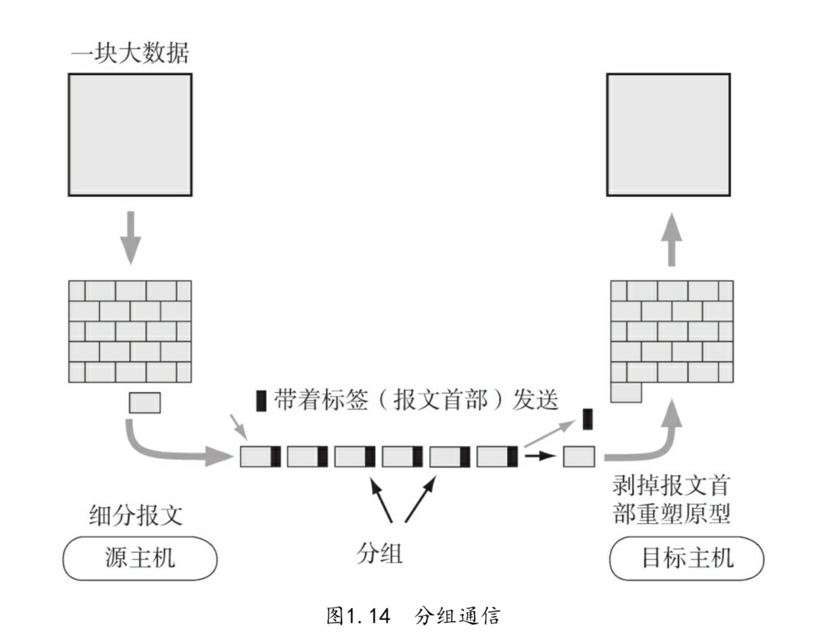 一块大数据
带着标签（报文首部）发送
细分报文
源主机
分组
剥掉报文首
部重塑原型
目标主机
图1.14 分组通信